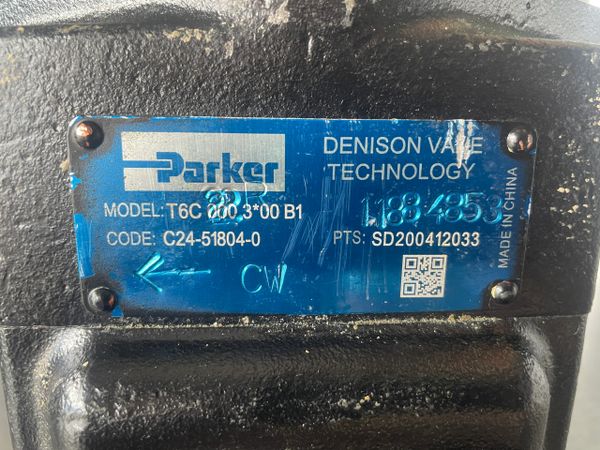 Parker
DENISON VANE
TECHNOLOGY
MODEL: T6C 000 3*00 B1
CODE: C24-51804-0
PTS: SD200412033
MADE IN CHINA
← CW